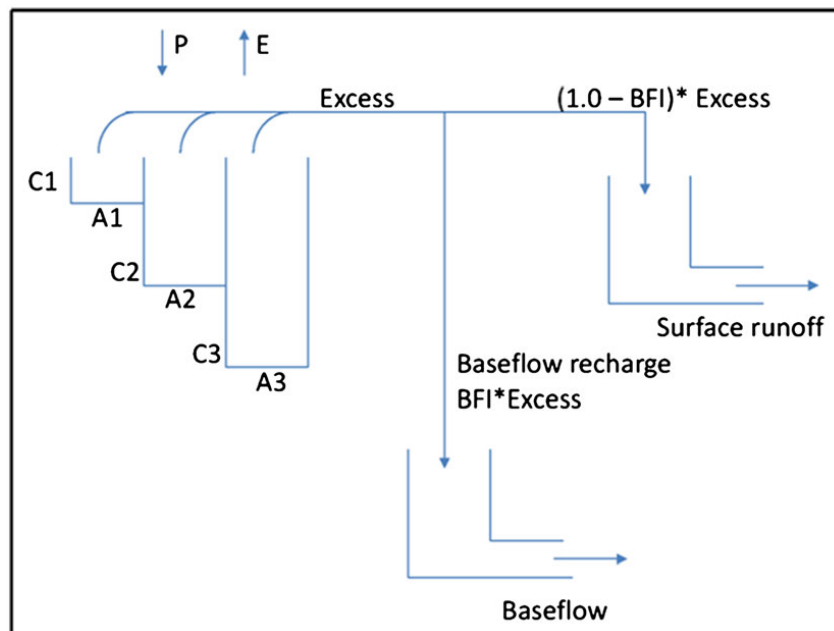 P
E
Excess
(1.0 – BFI)* Excess
C1
A1
C2
A2
C3
A3
Surface runoff
Baseflow recharge
BFI*Excess
Baseflow